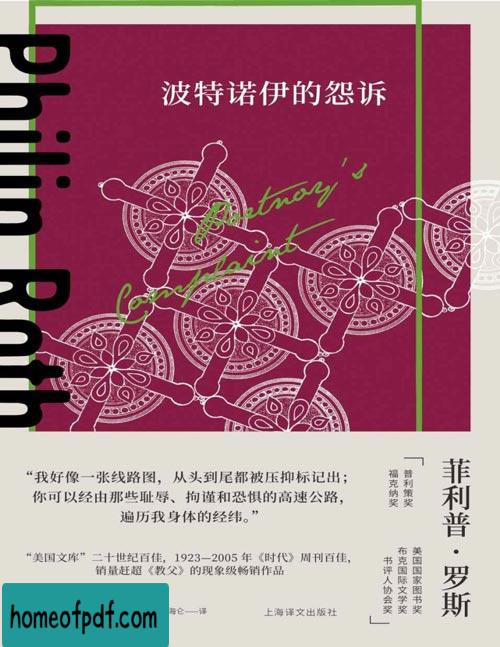 Philip Roth
波特诺伊的怨诉
Portnoy's
Complaint
“我好像一张线路图，从头到尾都被压抑标记出；
你可以经由那些耻辱、拘谨和恐惧的高速公路，
遍历我身体的经纬。”
“美国文库”二十世纪百佳，1923—2005 年《时代》周刊百佳，
销量赶超《教父》的现象级畅销作品
菲利普·罗斯
普利策奖
福克纳奖
美国国家图书奖
布克国际文学奖
书评人协会奖
海仑——译
上海译文出版社
homeofpdf.com